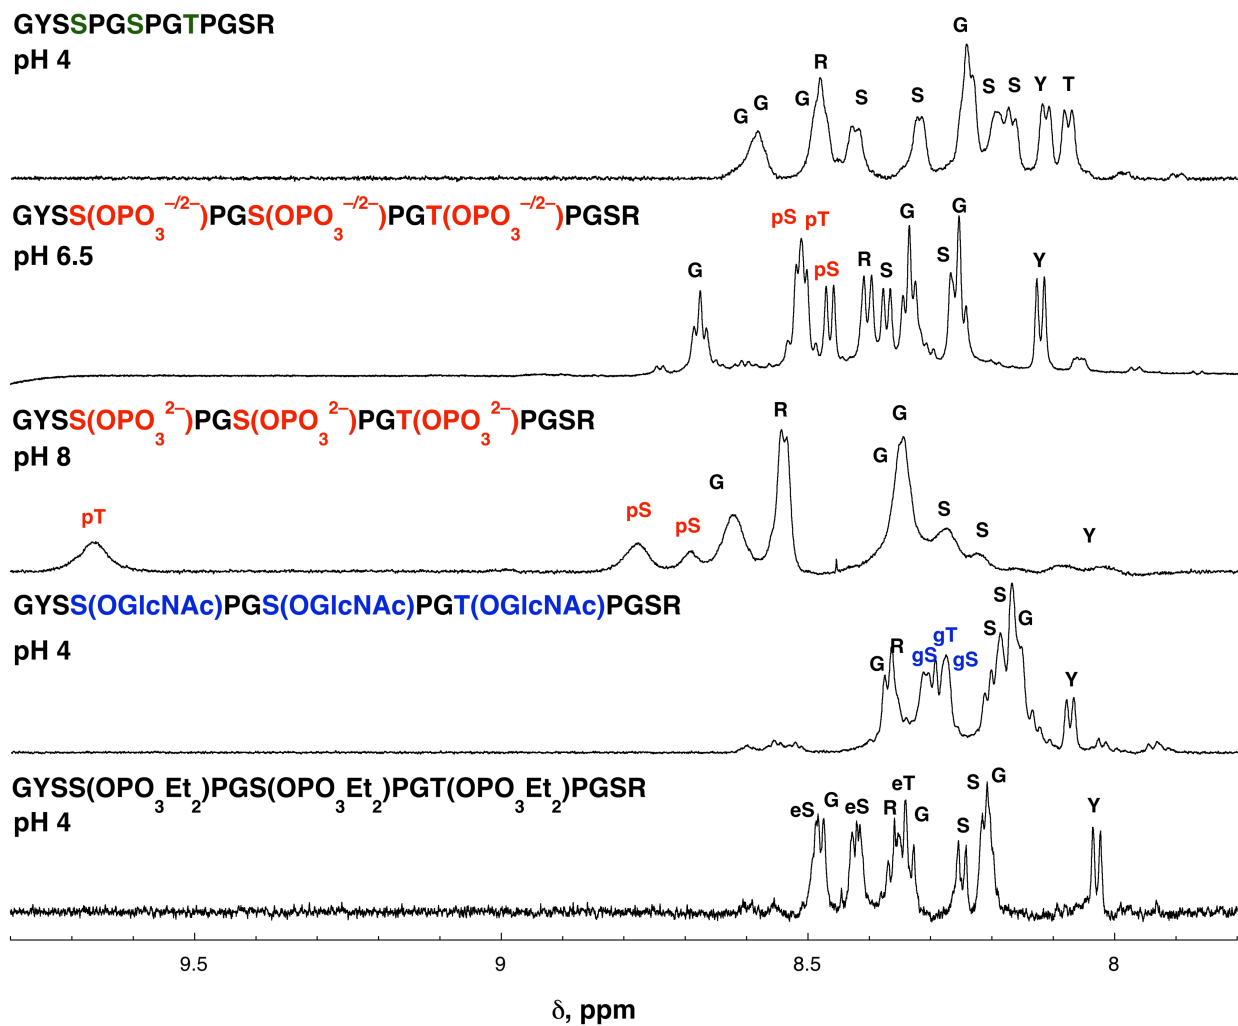 GYSSPGSPGTPGSR
pH 4
G G G R S S G S S Y T
GYSS(OPO₃⁻ᐟ²⁻)PGS(OPO₃⁻ᐟ²⁻)PGT(OPO₃⁻ᐟ²⁻)PGSR
pH 6.5
G pS pT pS R S G S G Y
GYSS(OPO₃²⁻)PGS(OPO₃²⁻)PGT(OPO₃²⁻)PGSR
pH 8
pT pS pS G R G G S S Y
GYSS(OGlcNAc)PGS(OGlcNAc)PGT(OGlcNAc)PGSR
pH 4
G R gS gT gS S S G Y
GYSS(OPO₃Et₂)PGS(OPO₃Et₂)PGT(OPO₃Et₂)PGSR
pH 4
eS G eS R eT G S S G Y
9.5 9 8.5 8
δ, ppm